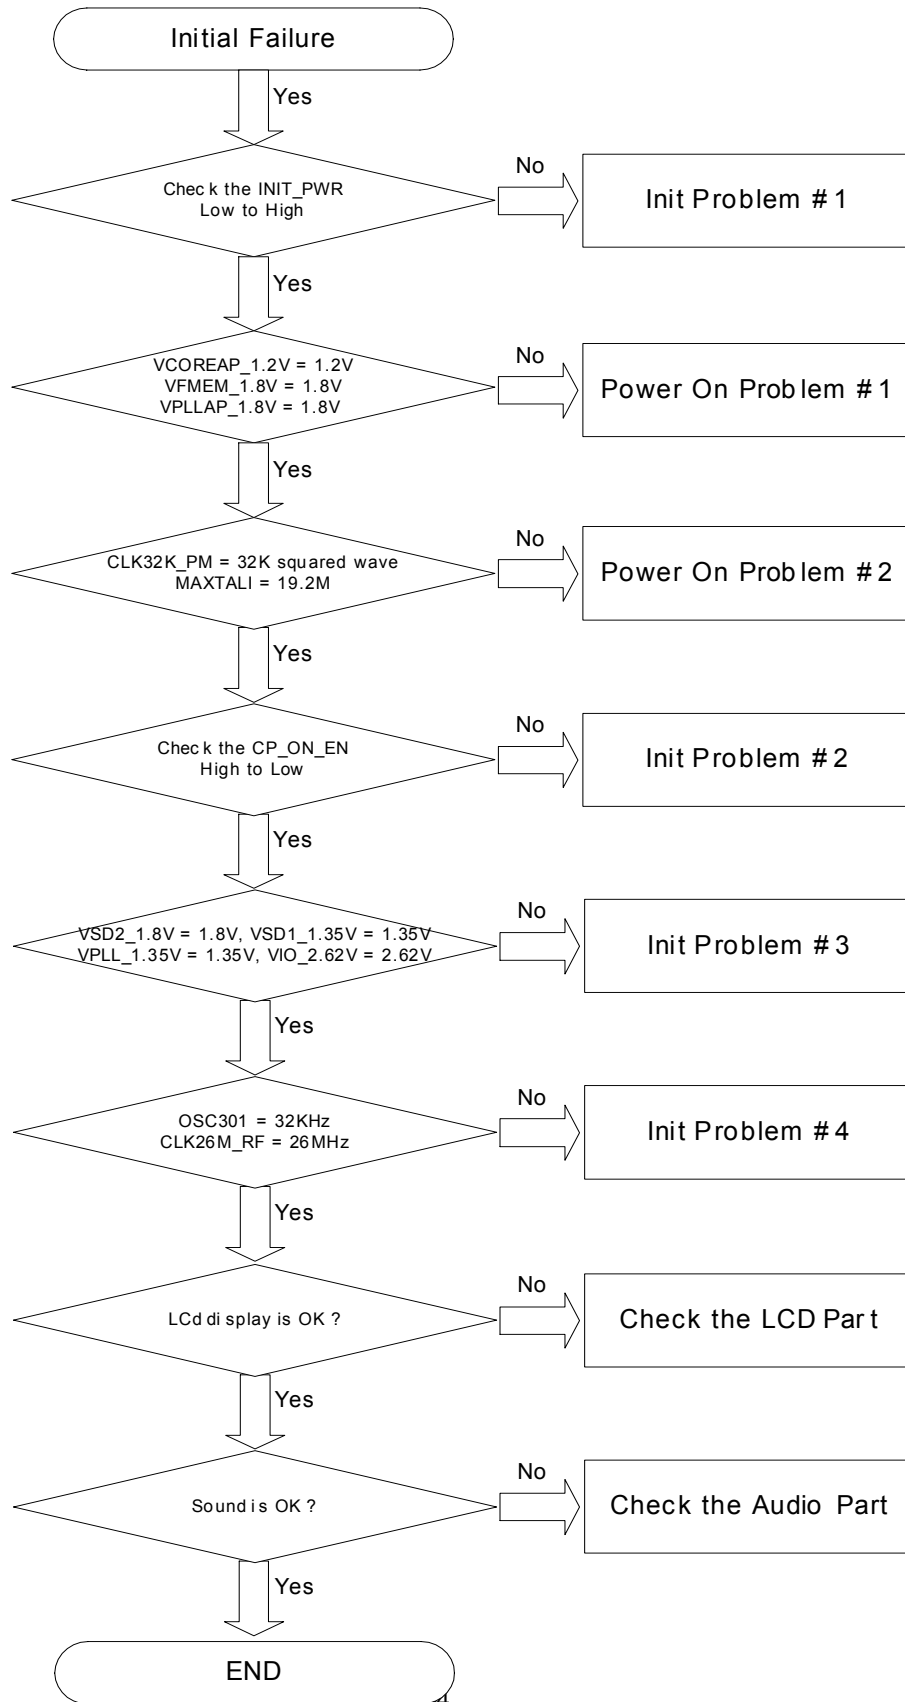 Initial Failure
Yes
Check the INIT_PWR
Low to High
No
Init Problem #1
Yes
VCOREAP_1.2V = 1.2V
VFMEM_1.8V = 1.8V
VPLLAP_1.8V = 1.8V
No
Power On Problem #1
Yes
CLK32K_PM = 32K squared wave
MAXTALI = 19.2M
No
Power On Problem #2
Yes
Check the CP_ON_EN
High to Low
No
Init Problem #2
Yes
VSD2_1.8V = 1.8V, VSD1_1.35V = 1.35V
VPLL_1.35V = 1.35V, VIO_2.62V = 2.62V
No
Init Problem #3
Yes
OSC301 = 32KHz
CLK26M_RF = 26MHz
No
Init Problem #4
Yes
LCd display is OK ?
No
Check the LCD Part
Yes
Sound is OK ?
No
Check the Audio Part
Yes
END